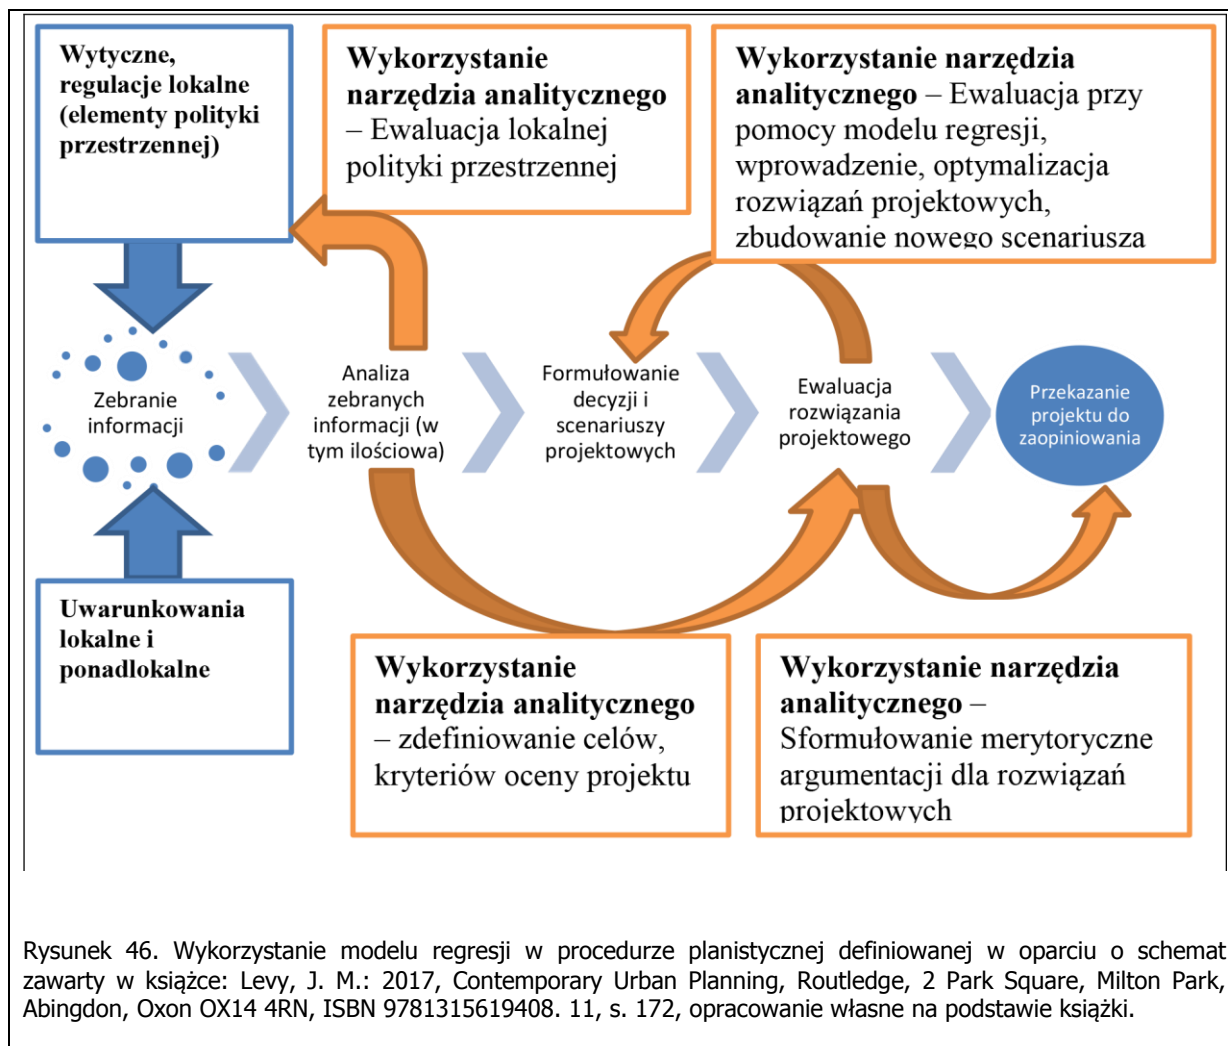 Wytyczne,
regulacje lokalne
(elementy polityki
przestrzennej)
Wykorzystanie
narzędzia analitycznego
– Ewaluacja lokalnej
polityki przestrzennej
Wykorzystanie narzędzia
analitycznego – Ewaluacja przy
pomocy modelu regresji,
wprowadzenie, optymalizacja
rozwiązań projektowych,
zbudowanie nowego scenariusza
Zebranie
informacji
Analiza
zebranych
informacji (w
tym ilościowa)
Formułowanie
decyzji i
scenariuszy
projektowych
Ewaluacja
rozwiązania
projektowego
Przekazanie
projektu do
zaopiniowania
Uwarunkowania
lokalne i
ponadlokalne
Wykorzystanie
narzędzia analitycznego
– zdefiniowanie celów,
kryteriów oceny projektu
Wykorzystanie narzędzia
analitycznego –
Sformułowanie merytoryczne
argumentacji dla rozwiązań
projektowych
Rysunek 46. Wykorzystanie modelu regresji w procedurze planistycznej definiowanej w oparciu o schemat
zawarty w książce: Levy, J. M.: 2017, Contemporary Urban Planning, Routledge, 2 Park Square, Milton Park,
Abingdon, Oxon OX14 4RN, ISBN 9781315619408. 11, s. 172, opracowanie własne na podstawie książki.